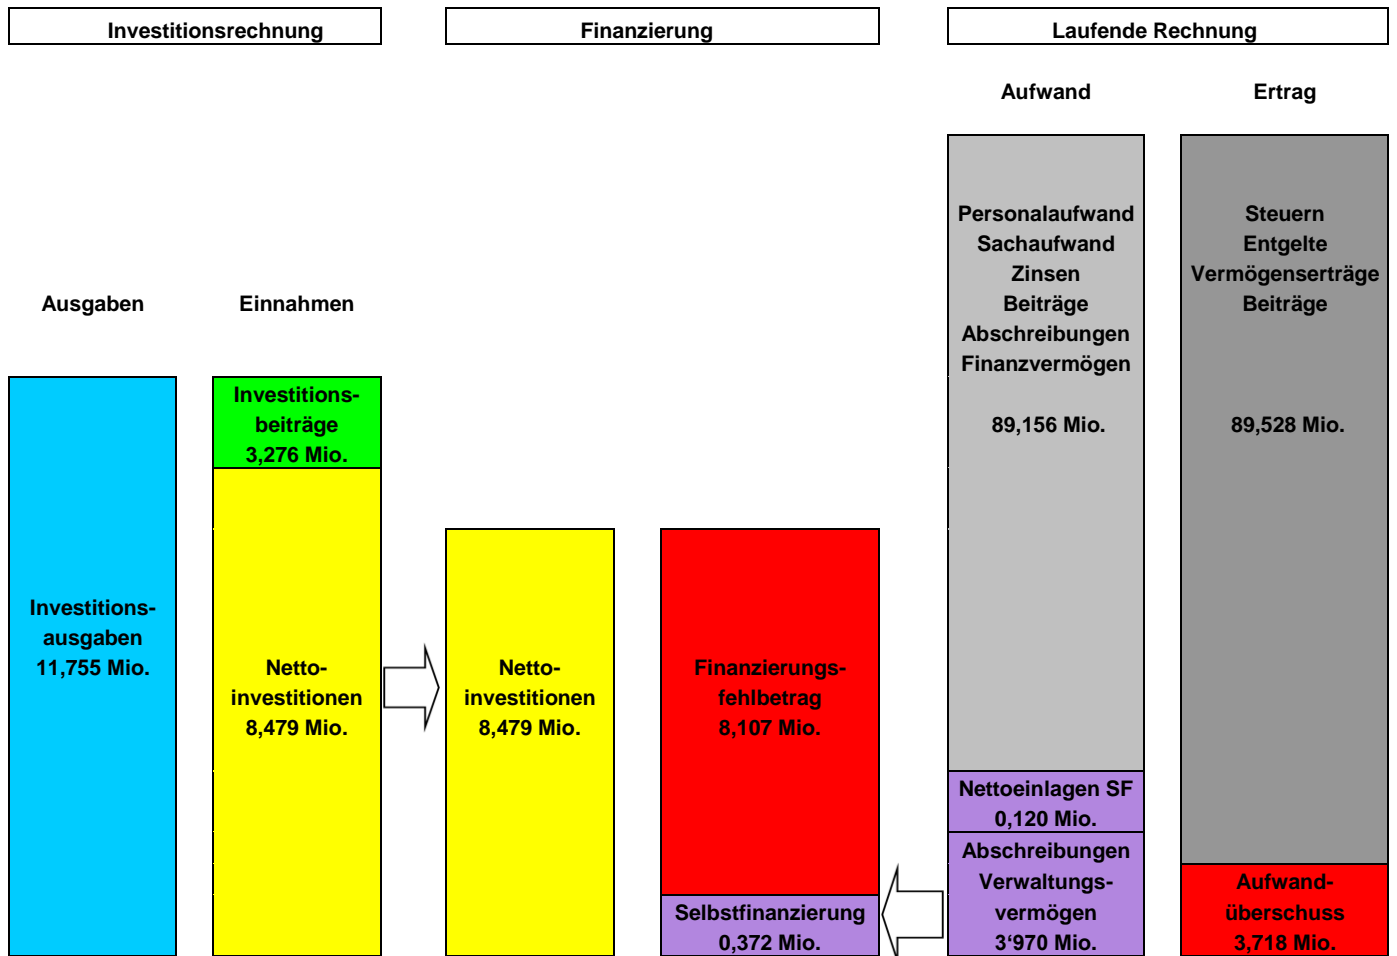 Investitionsrechnung
Finanzierung
Laufende Rechnung
Aufwand
Ertrag
Ausgaben
Einnahmen
Investitions-
ausgaben
11,755 Mio.
Investitions-
beiträge
3,276 Mio.
Netto-
investitionen
8,479 Mio.
Netto-
investitionen
8,479 Mio.
Finanzierungs-
fehlbetrag
8,107 Mio.
Selbstfinanzierung
0,372 Mio.
Personalaufwand
Sachaufwand
Zinsen
Beiträge
Abschreibungen
Finanzvermögen
89,156 Mio.
Nettoeinlagen SF
0,120 Mio.
Abschreibungen
Verwaltungs-
vermögen
3‘970 Mio.
Steuern
Entgelte
Vermögenserträge
Beiträge
89,528 Mio.
Aufwand-
überschuss
3,718 Mio.